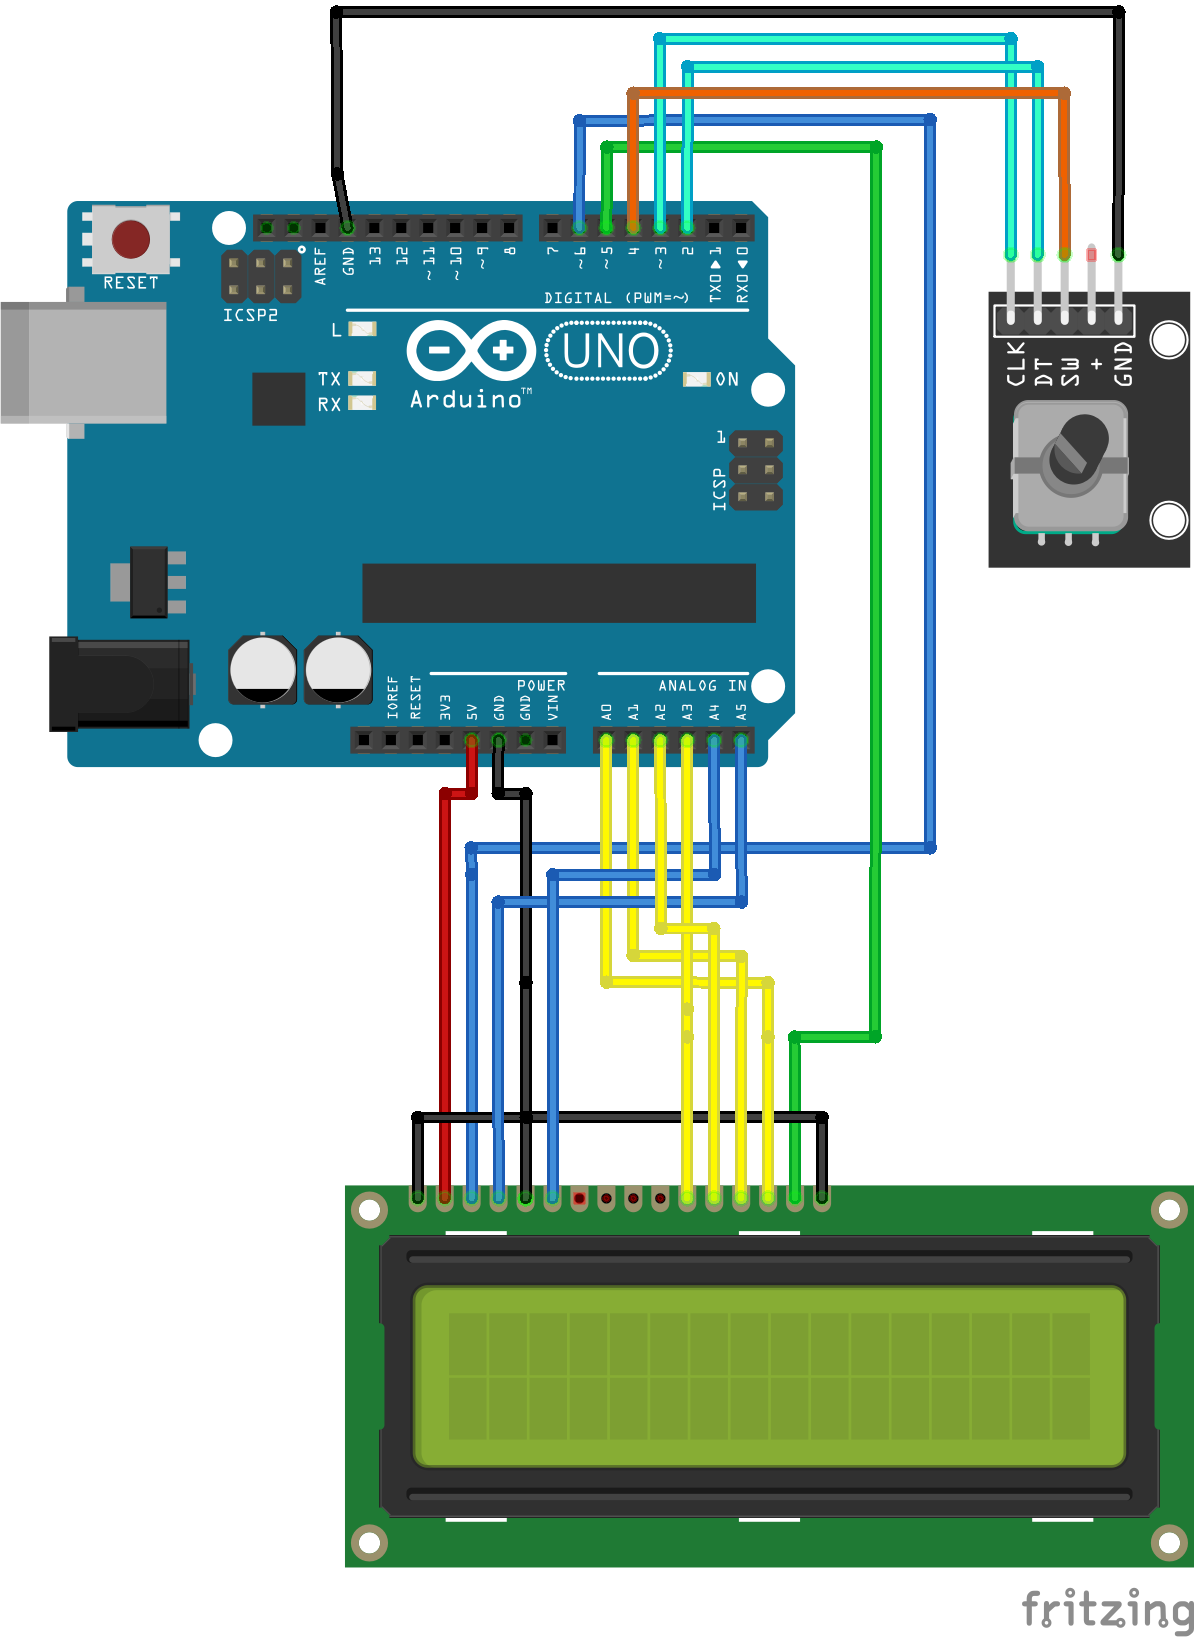 RESET
ICSP2
AREF
GND
13
12
~11
~10
~9
8
7
~6
~5
4
~3
2
TX0▶1
RX0◀0
DIGITAL (PWM=~)
L
TX
RX
UNO
Arduino™
ON
1
ICSP
CLK
DT
SW
+
GND
POWER
ANALOG IN
IOREF
RESET
3V3
5V
GND
GND
VIN
A0
A1
A2
A3
A4
A5
fritzing